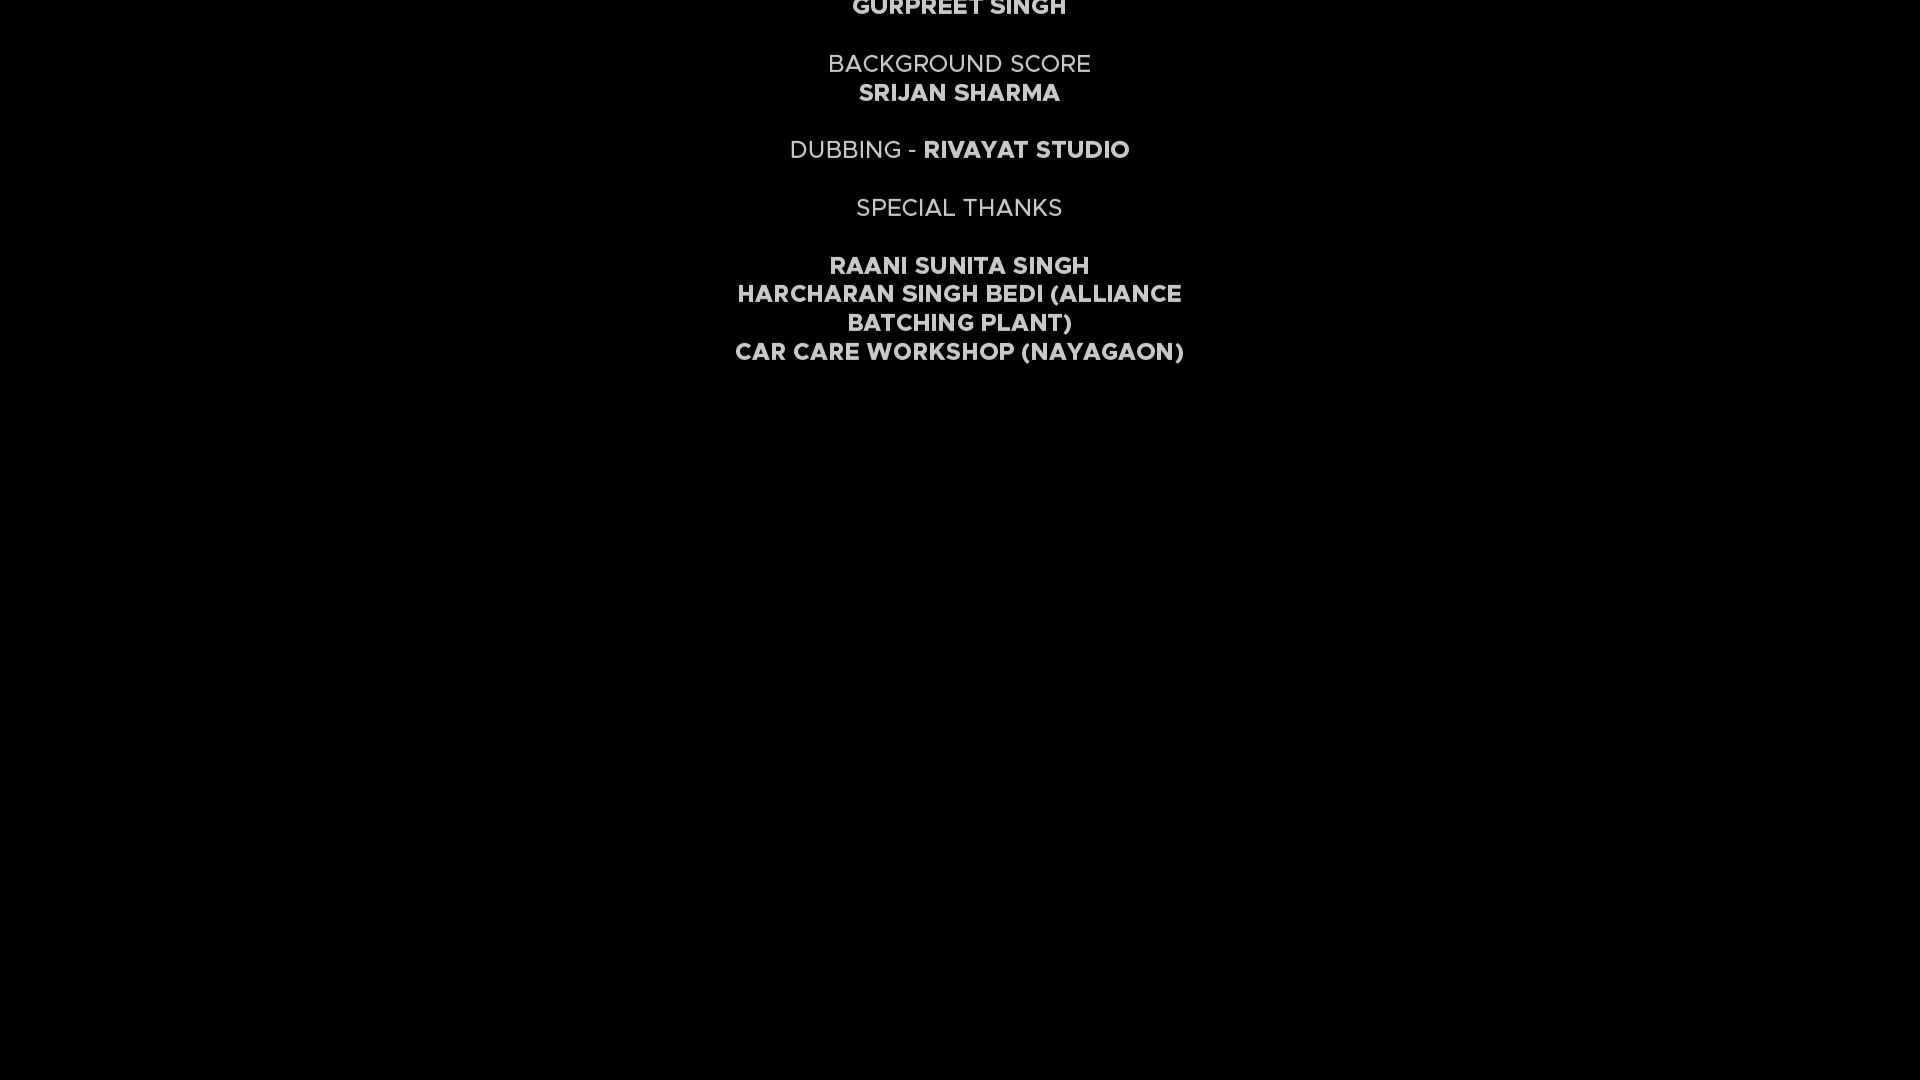 GURPREET SINGH
BACKGROUND SCORE
SRIJAN SHARMA
DUBBING - RIVAYAT STUDIO
SPECIAL THANKS
RAANI SUNITA SINGH
HARCHARAN SINGH BEDI (ALLIANCE
BATCHING PLANT)
CAR CARE WORKSHOP (NAYAGAON)